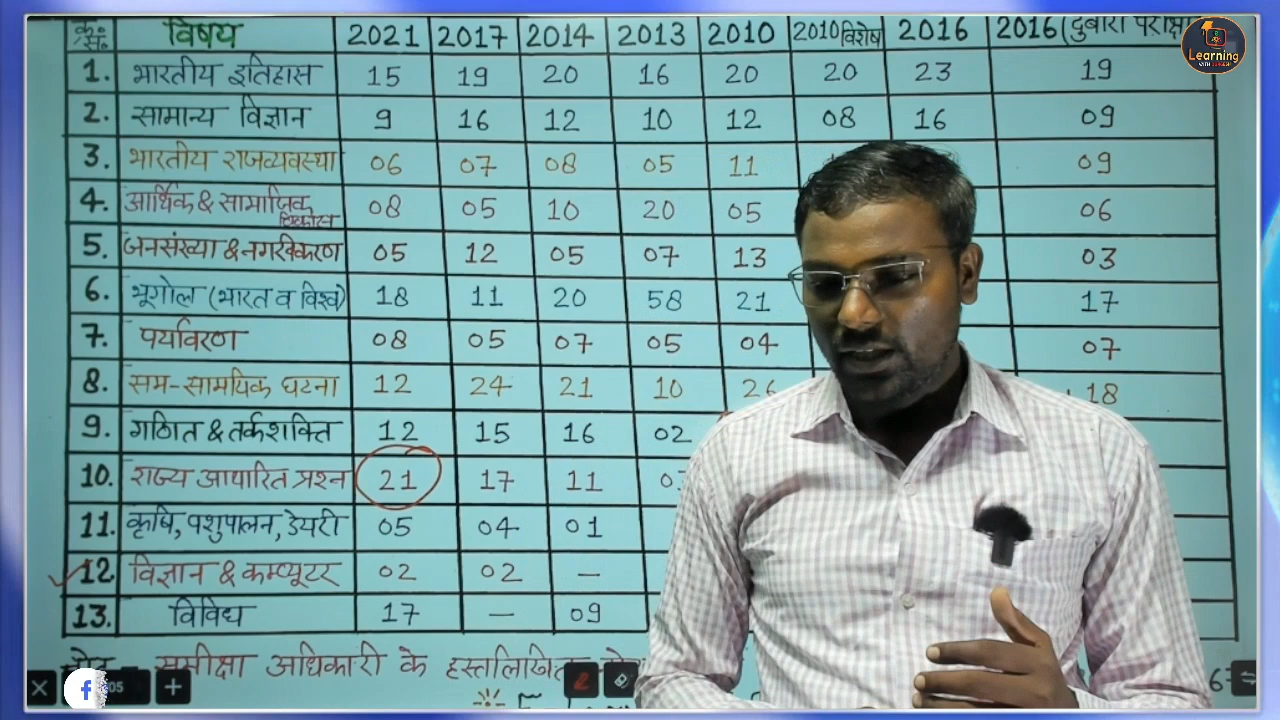 क्र. सं. विषय 2021 2017 2014 2013 2010 2010 विशेष 2016 2016 (दुबारा परीक्षा
Learning
1. भारतीय इतिहास 15 19 20 16 20 20 23 19
2. सामान्य विज्ञान 9 16 12 10 12 08 16 09
3. भारतीय राजव्यवस्था 06 07 08 05 11 09
4. आर्थिक & सामाजिक विकास 08 05 10 20 05 06
5. जनसंख्या & नगरीकरण 05 12 05 07 13 03
6. भूगोल (भारत व विश्व) 18 11 20 58 21 17
7. पर्यावरण 08 05 07 05 04 07
8. सम-सामयिक घटना 12 24 21 10 26 18
9. गणित & तर्कशक्ति 12 15 16 02
10. राज्य आधारित प्रश्न 21 17 11
11. कृषि, पशुपालन, डेयरी 05 04 01
12. विज्ञान & कम्प्यूटर 02 02 —
13. विविध 17 — 09
समीक्षा अधिकारी के हस्तलिखित